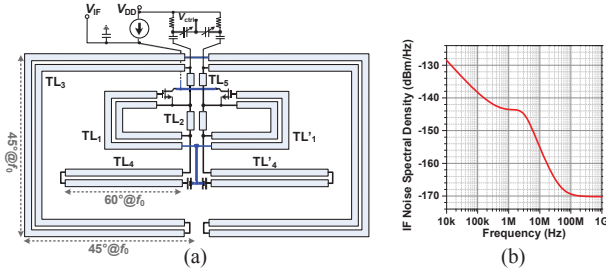 V_IF V_DD V_ctrl
TL_3 TL_5
TL_2
TL_1 TL'_1
TL_4 TL'_4
45°@f_0
60°@f_0
45°@f_0
(a)
IF Noise Spectral Density (dBm/Hz)
-130
-140
-150
-160
-170
10k 100k 1M 10M 100M 1G
Frequency (Hz)
(b)